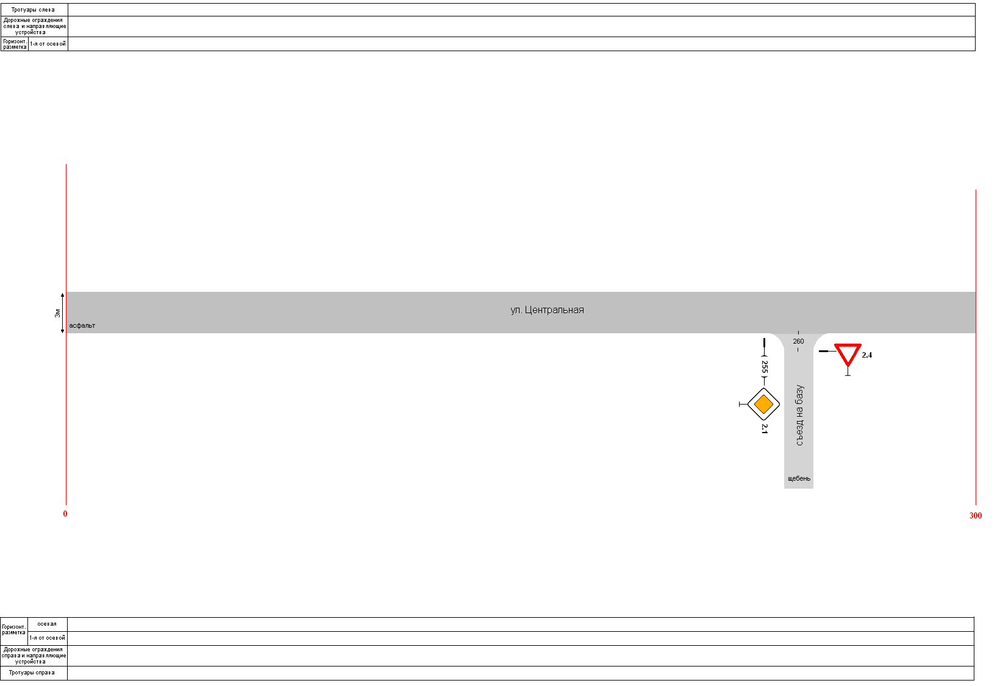 Тротуары слева
Дорожные ограждения
слева и направляющие
устройства
Горизонт.
разметка
1-я от осевой
ул. Центральная
3м
асфальт
260
255
2.4
съезд на базу
2.1
щебень
0
300
Горизонт.
разметка
осевая
1-я от осевой
Дорожные ограждения
справа и направляющие
устройства
Тротуары справа